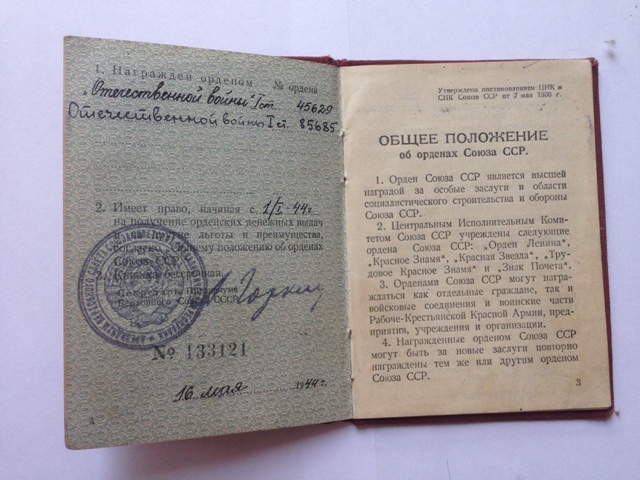 1. Награжден орденом № ордена
„Отечественной войны" I ст. 45629
Отечественной войны I ст. 85685
2. Имеет право, начиная с 1/I-44 г.
на получение орденских денежных выдач
льготы и преимущества,
согласно Общему положению об орденах
Союза ССР.
3. Книжка бессрочная.
Секретарь Президиума
Верховного Совета СССР
Горкин
№ 133121
16 мая 1944 г.
А
Утверждено постановлением ЦИК и
СНК Союза ССР от 7 мая 1936 г.
ОБЩЕЕ ПОЛОЖЕНИЕ
об орденах Союза ССР.
1. Орден Союза ССР является высшей
наградой за особые заслуги в области
социалистического строительства и обороны
Союза ССР.
2. Центральным Исполнительным Коми-
тетом Союза ССР учреждены следующие
ордена Союза ССР: „Орден Ленина",
„Красное Знамя", „Красная Звезда", „Тру-
довое Красное Знамя" и „Знак Почета".
3. Орденами Союза ССР могут награ-
ждаться как отдельные граждане, так и
войсковые соединения и воинские части
Рабоче-Крестьянской Красной Армии, пред-
приятия, учреждения и организации.
4. Награжденные орденом Союза ССР
могут быть за новые заслуги повторно
награждены тем же или другим орденом
Союза ССР.
3